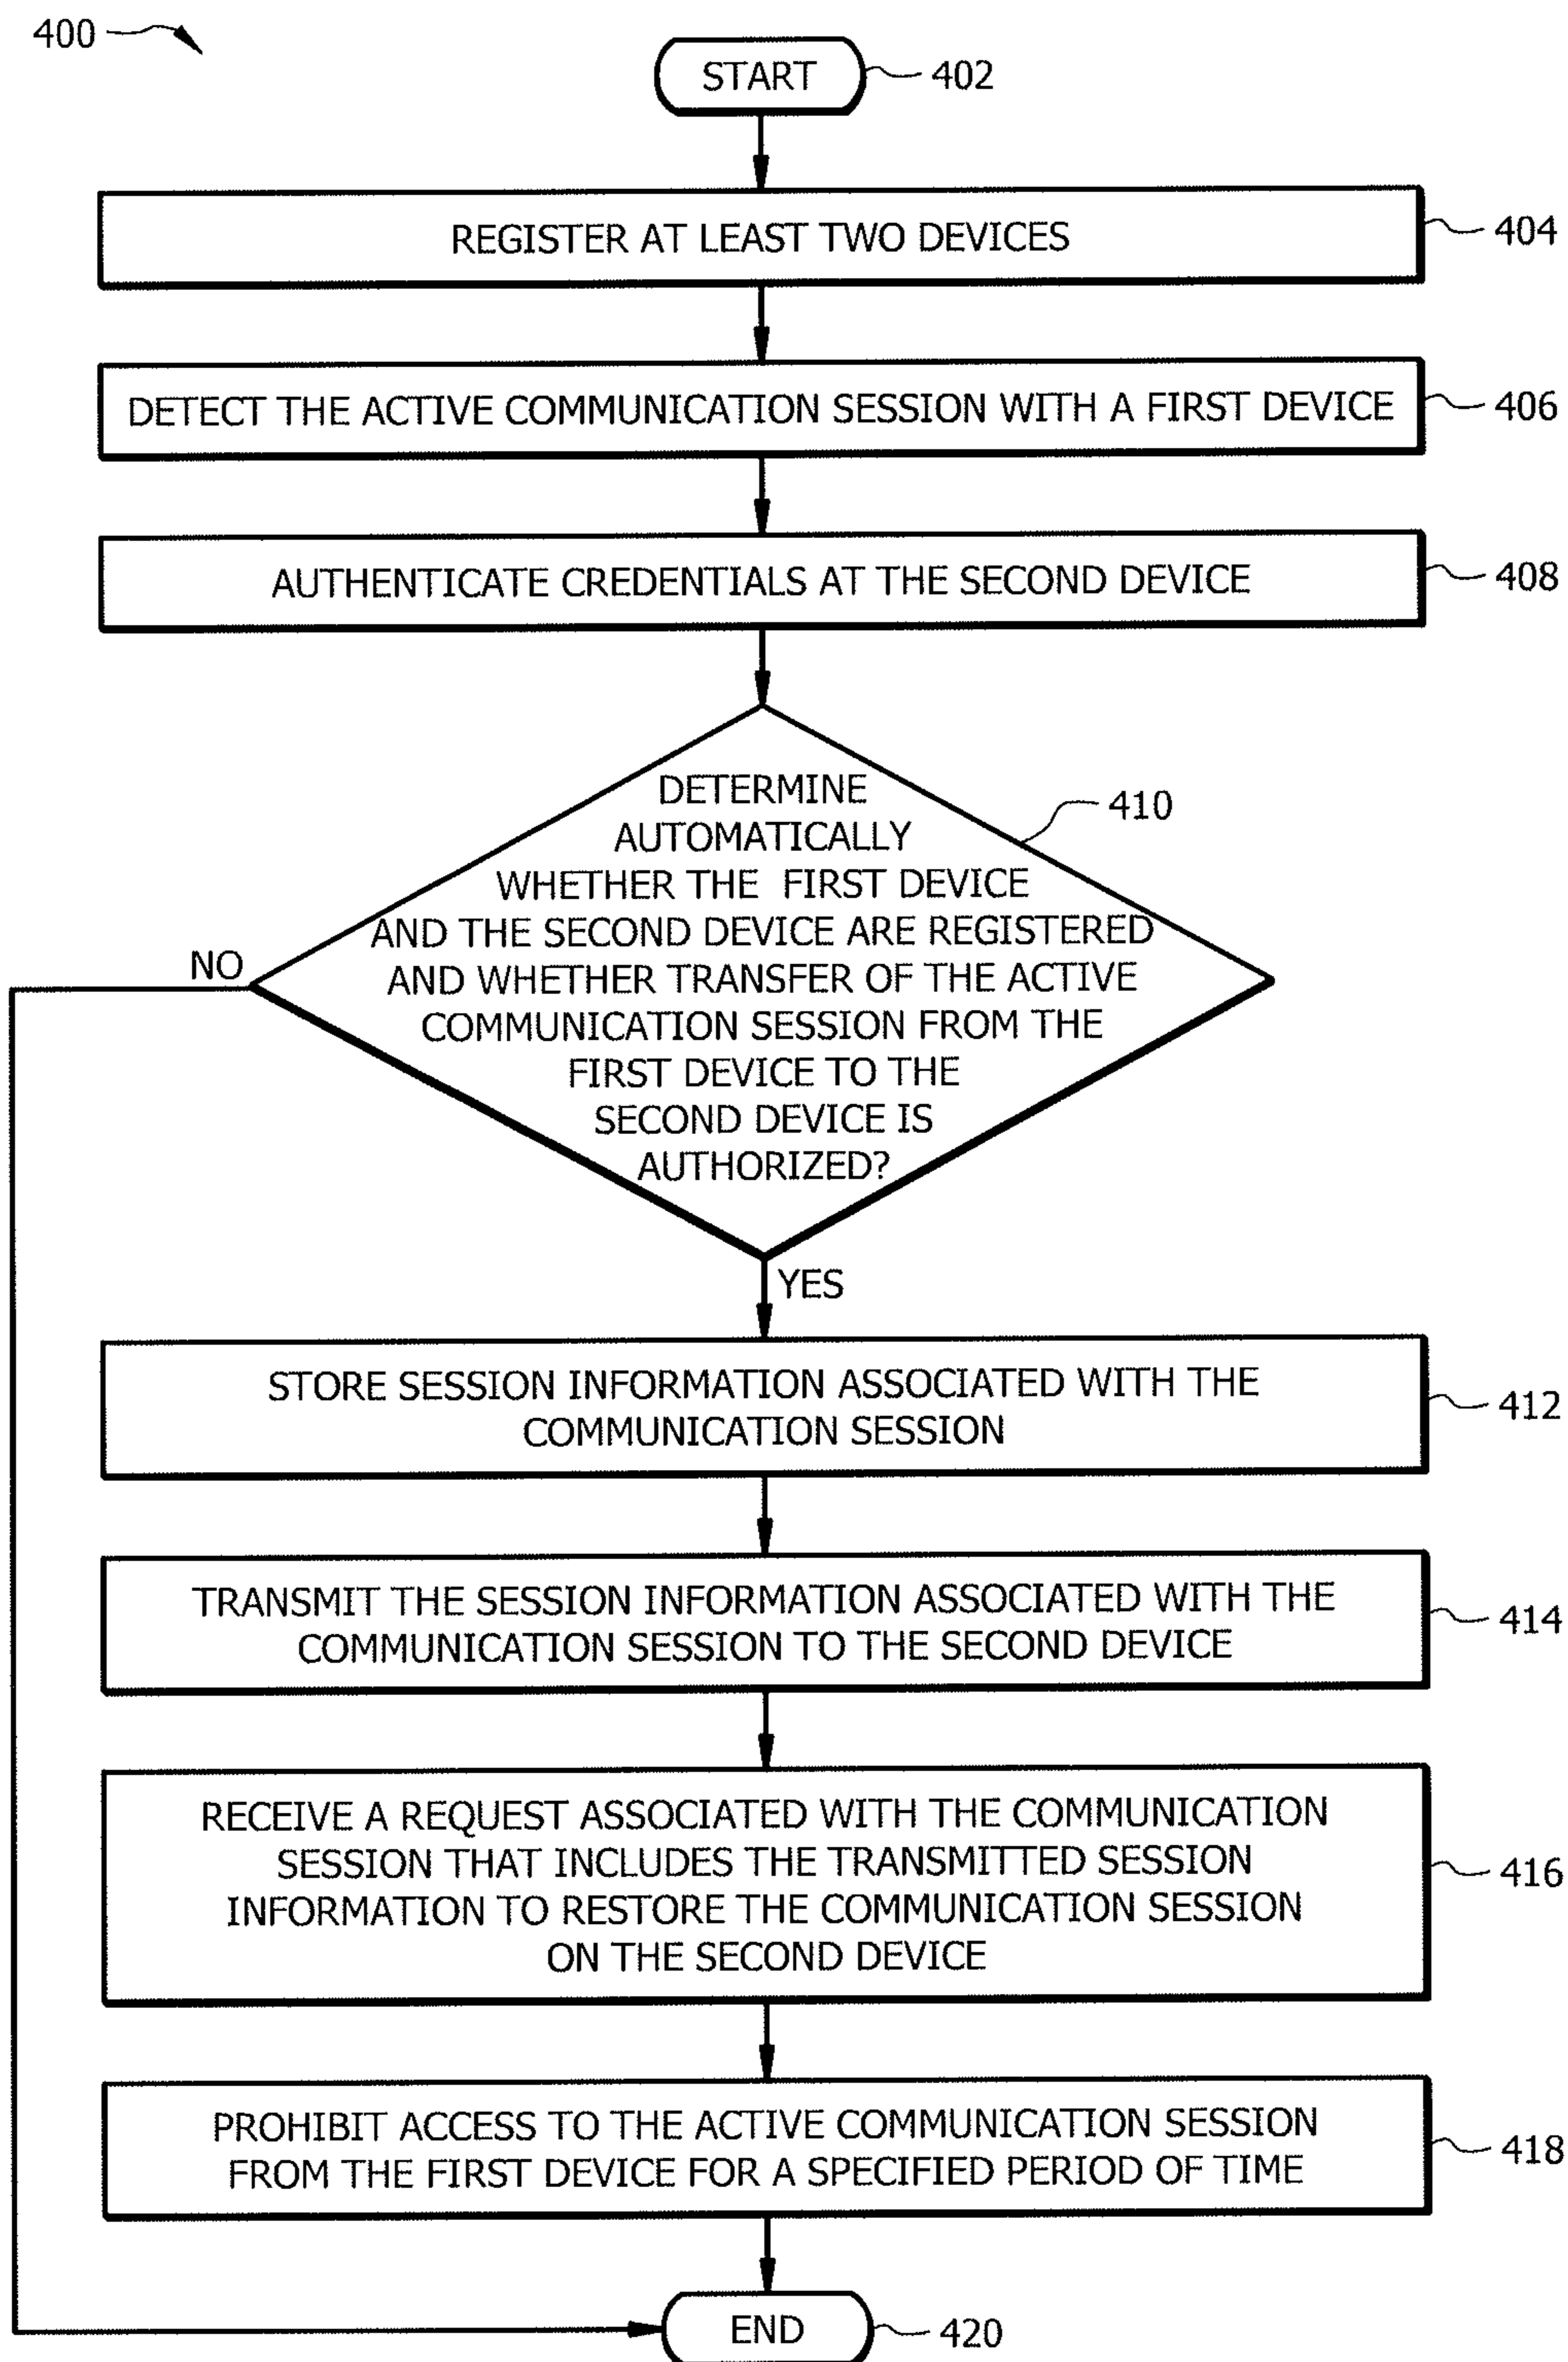 400
START
402
REGISTER AT LEAST TWO DEVICES
404
DETECT THE ACTIVE COMMUNICATION SESSION WITH A FIRST DEVICE
406
AUTHENTICATE CREDENTIALS AT THE SECOND DEVICE
408
DETERMINE
AUTOMATICALLY
WHETHER THE FIRST DEVICE
AND THE SECOND DEVICE ARE REGISTERED
AND WHETHER TRANSFER OF THE ACTIVE
COMMUNICATION SESSION FROM THE
FIRST DEVICE TO THE
SECOND DEVICE IS
AUTHORIZED?
410
NO
YES
STORE SESSION INFORMATION ASSOCIATED WITH THE
COMMUNICATION SESSION
412
TRANSMIT THE SESSION INFORMATION ASSOCIATED WITH THE
COMMUNICATION SESSION TO THE SECOND DEVICE
414
RECEIVE A REQUEST ASSOCIATED WITH THE COMMUNICATION
SESSION THAT INCLUDES THE TRANSMITTED SESSION
INFORMATION TO RESTORE THE COMMUNICATION SESSION
ON THE SECOND DEVICE
416
PROHIBIT ACCESS TO THE ACTIVE COMMUNICATION SESSION
FROM THE FIRST DEVICE FOR A SPECIFIED PERIOD OF TIME
418
END
420